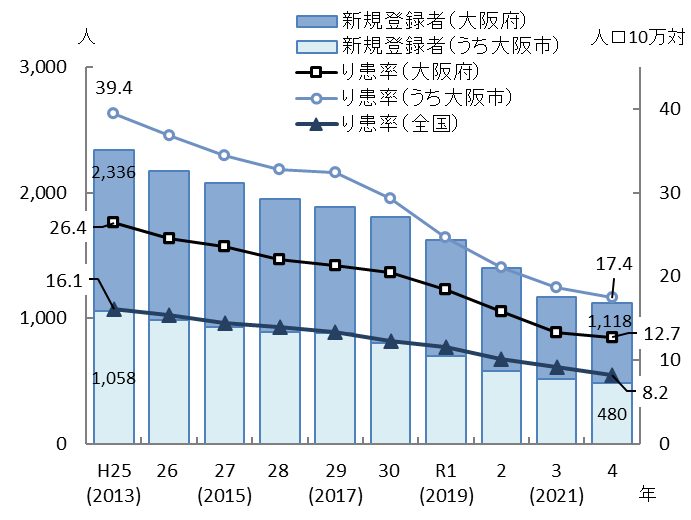 新規登録者(大阪府)
人
人口10万対
新規登録者(うち大阪市)
り患率(大阪府)
り患率(うち大阪市)
り患率(全国)
3,000
40
39.4
2,336
2,000
30
26.4
16.1
20
17.4
1,000
1,118
12.7
10
1,058
8.2
480
0
0
H25 26 27 28 29 30 R1 2 3 4
(2013) (2015) (2017) (2019) (2021) 年